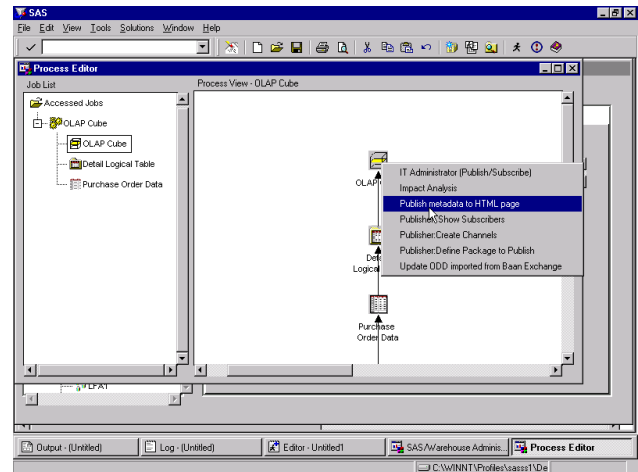 SAS
File Edit View Tools Solutions Window Help
Process Editor
Job List
Process View - OLAP Cube
Accessed Jobs
OLAP Cube
OLAP Cube
Detail Logical Table
Purchase Order Data
OLAP
IT Administrator (Publish/Subscribe)
Impact Analysis
Publish metadata to HTML page
Publisher:Show Subscribers
Publisher:Create Channels
Publisher:Define Package to Publish
Update ODD imported from Baan Exchange
Logical
Purchase
Order Data
LFA1
Output - (Untitled)
Log - (Untitled)
Editor - Untitled1
SAS/Warehouse Adminis...
Process Editor
C:\WINNT\Profiles\sasss1\De